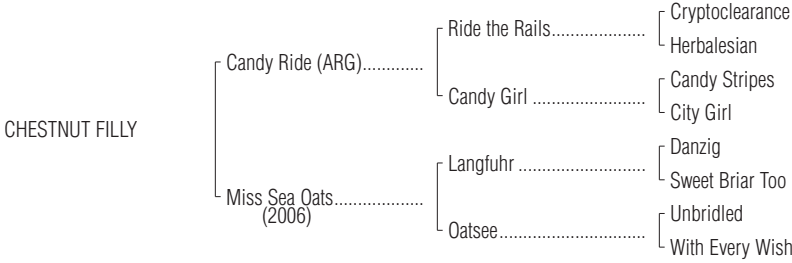 Cryptoclearance
Ride the Rails....................
Herbalesian
Candy Ride (ARG).............
Candy Stripes
Candy Girl ........................
City Girl
CHESTNUT FILLY
Danzig
Langfuhr ...........................
Sweet Briar Too
Miss Sea Oats...................
(2006)
Unbridled
Oatsee...............................
With Every Wish